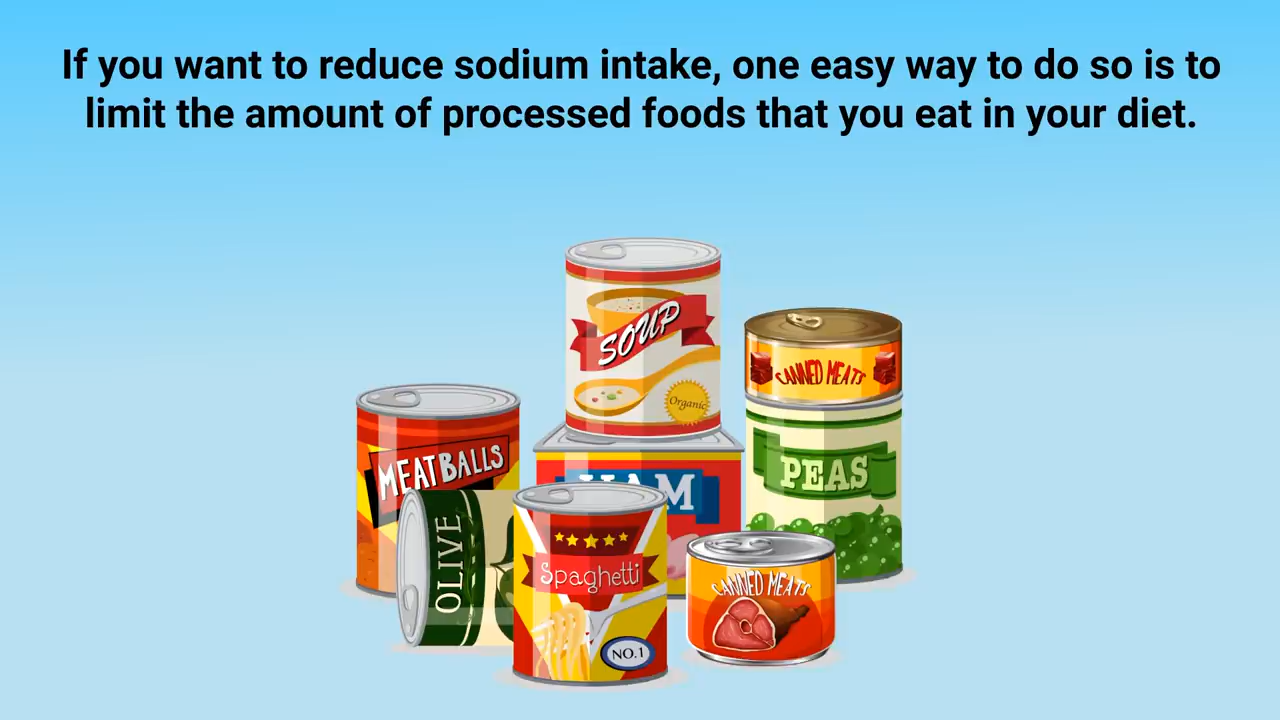 If you want to reduce sodium intake, one easy way to do so is to
limit the amount of processed foods that you eat in your diet.
SOUP
Organic
CANNED MEATS
MEATBALLS
PEAS
HAM
OLIVE
Spaghetti
CANNED MEATS
NO.1